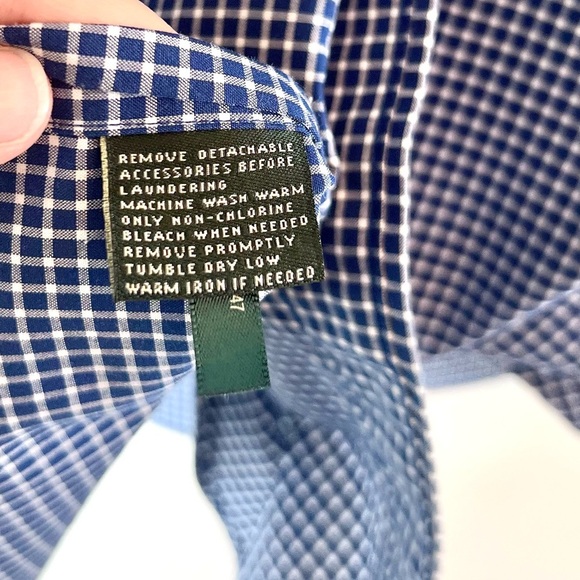 REMOVE DETACHABLE
ACCESSORIES BEFORE
LAUNDERING
MACHINE WASH WARM
ONLY NON-CHLORINE
BLEACH WHEN NEEDED
REMOVE PROMPTLY
TUMBLE DRY LOW
WARM IRON IF NEEDED
47